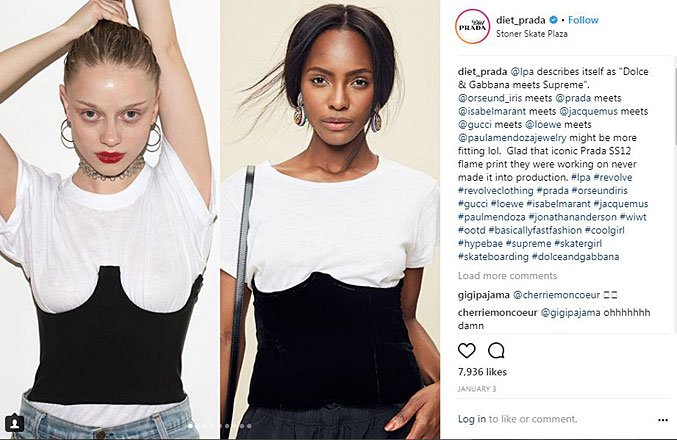 Diet
PRADA
diet_prada • Follow
Stoner Skate Plaza
diet_prada @lpa describes itself as "Dolce
& Gabbana meets Supreme".
@orseund_iris meets @prada meets
@isabelmarant meets @jacquemus meets
@gucci meets @loewe meets
@paulamendozajewelry might be more
fitting lol.  Glad that iconic Prada SS12
flame print they were working on never
made it into production. #lpa #revolve
#revolveclothing #prada #orseundiris
#gucci #loewe #isabelmarant #jacquemus
#paulmendoza #jonathananderson #wiwt
#ootd #basicallyfastfashion #coolgirl
#hypebae #supreme #skatergirl
#skateboarding #dolceandgabbana
Load more comments
gigipajama @cherriemoncoeur
cherriemoncoeur @gigipajama ohhhhhhh
damn
7,936 likes
JANUARY 3
Log in to like or comment.